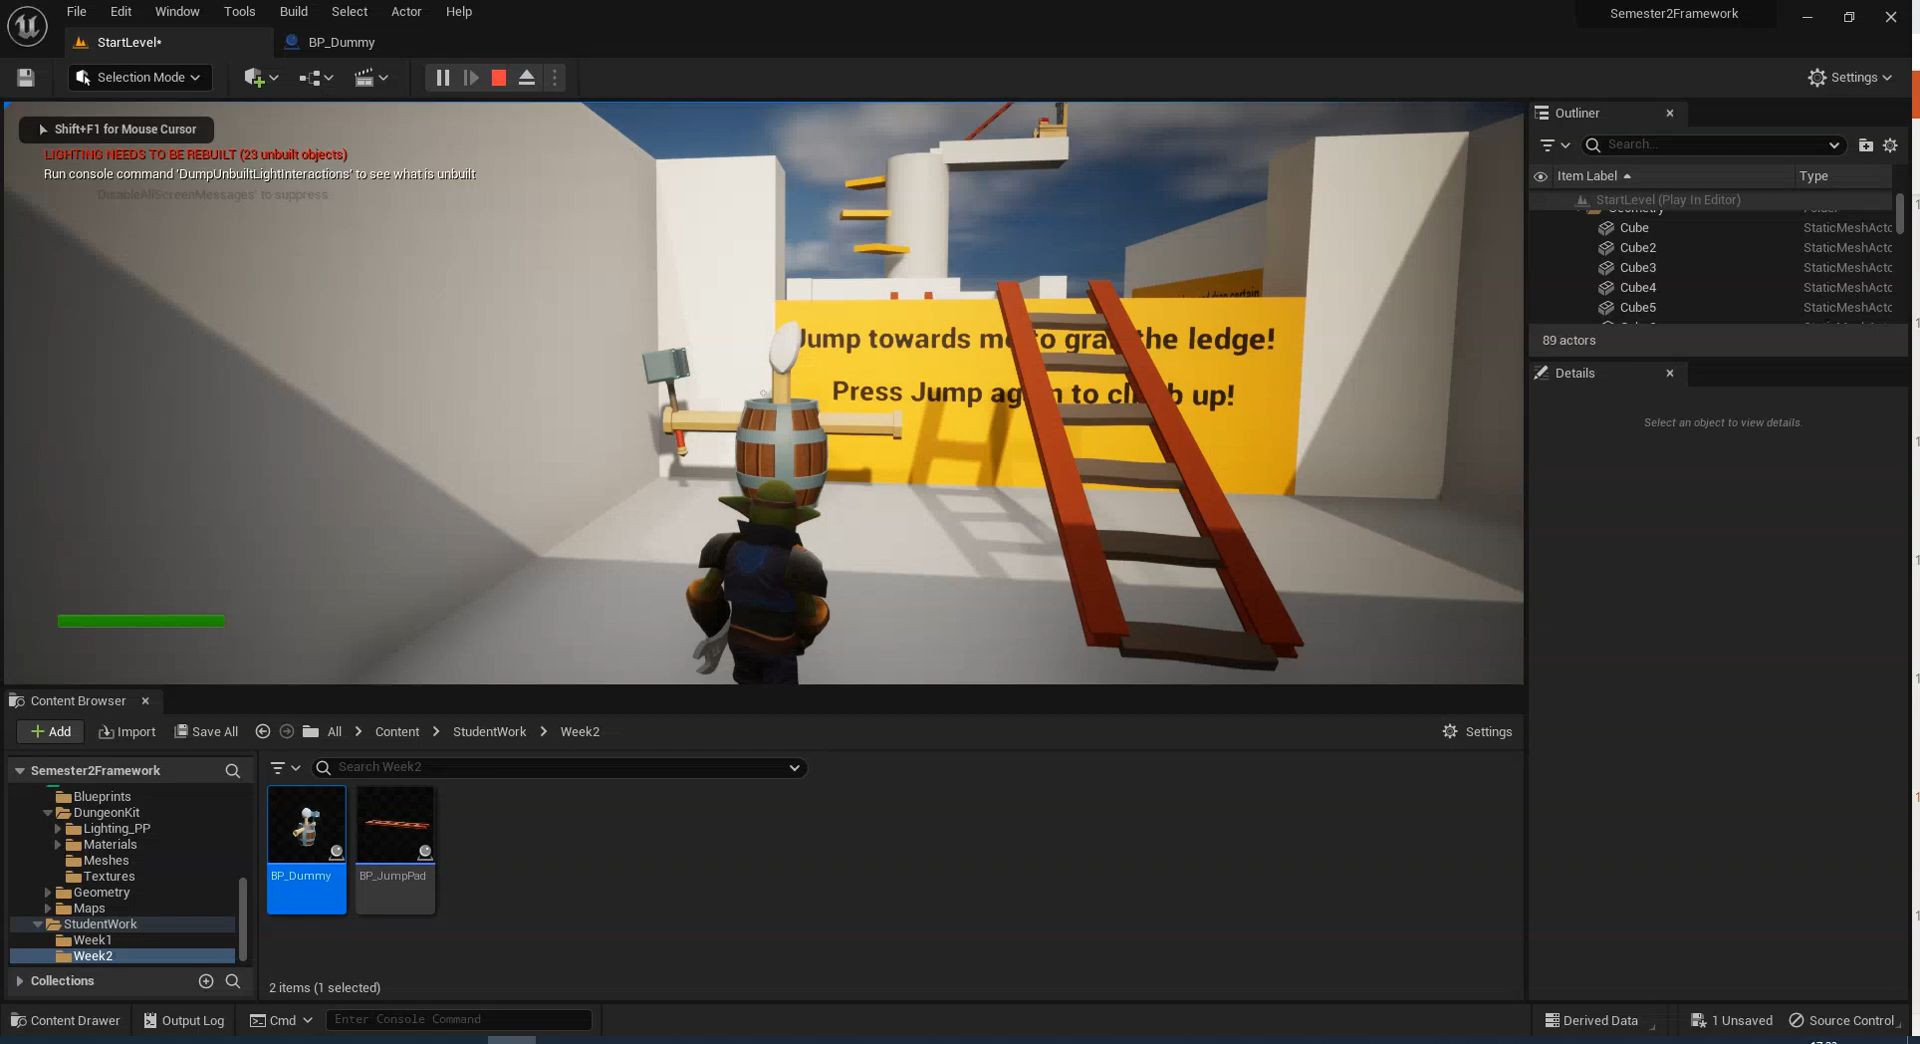 File Edit Window Tools Build Select Actor Help
Semester2Framework
StartLevel*
BP_Dummy
Selection Mode
Settings
Shift+F1 for Mouse Cursor
LIGHTING NEEDS TO BE REBUILT (23 unbuilt objects)
Run console command 'DumpUnbuiltLightInteractions' to see what is unbuilt
'DisableAllScreenMessages' to suppress
Jump towards me to grab the ledge!
Press Jump again to climb up!
Outliner
Search...
Item Label Type
StartLevel (Play In Editor)
Geometry Folder
Cube StaticMeshActo
Cube2 StaticMeshActo
Cube3 StaticMeshActo
Cube4 StaticMeshActo
Cube5 StaticMeshActo
89 actors
Details
Select an object to view details.
Content Browser
Add Import Save All All Content StudentWork Week2
Settings
Semester2Framework
Search Week2
Blueprints
DungeonKit
Lighting_PP
Materials
Meshes
Textures
Geometry
Maps
StudentWork
Week1
Week2
Collections
BP_Dummy
BP_JumpPad
2 items (1 selected)
Content Drawer Output Log Cmd Enter Console Command
Derived Data 1 Unsaved Source Control